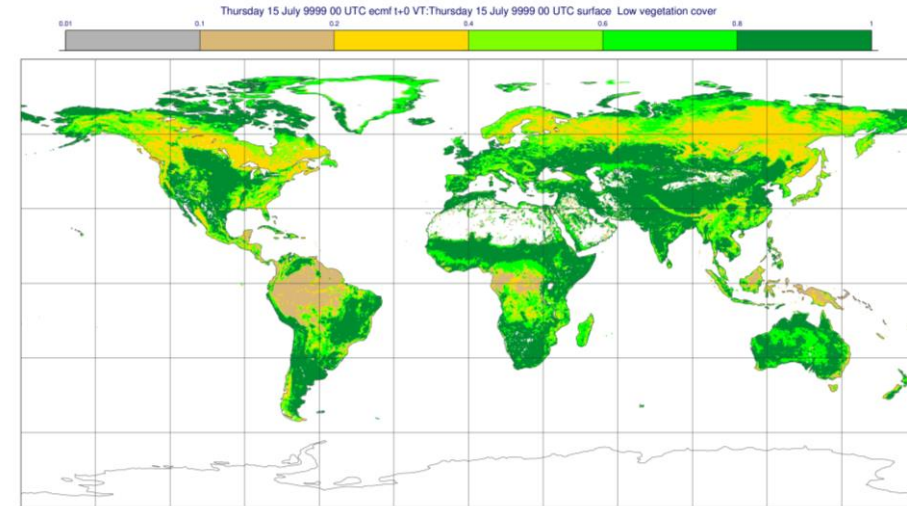 Thursday 15 July 9999 00 UTC ecmf t+0 VT:Thursday 15 July 9999 00 UTC surface Low vegetation cover
0.01 0.1 0.2 0.4 0.6 0.8 1